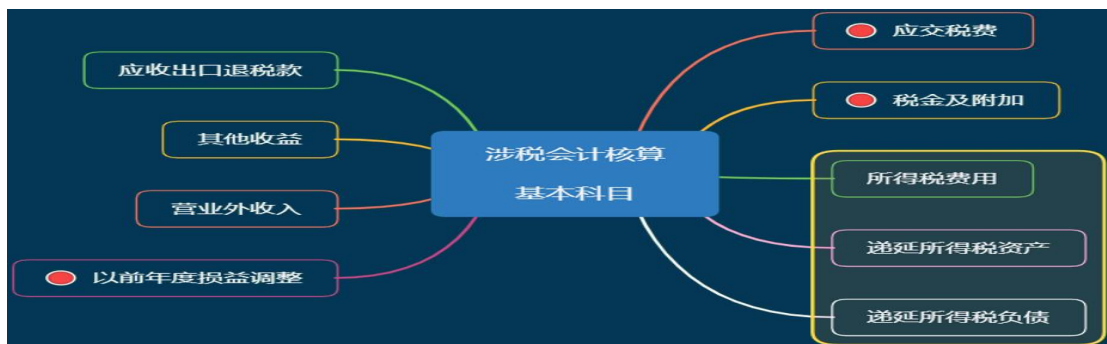 涉税会计核算
基本科目
应交税费
税金及附加
所得税费用
递延所得税资产
递延所得税负债
应收出口退税款
其他收益
营业外收入
以前年度损益调整